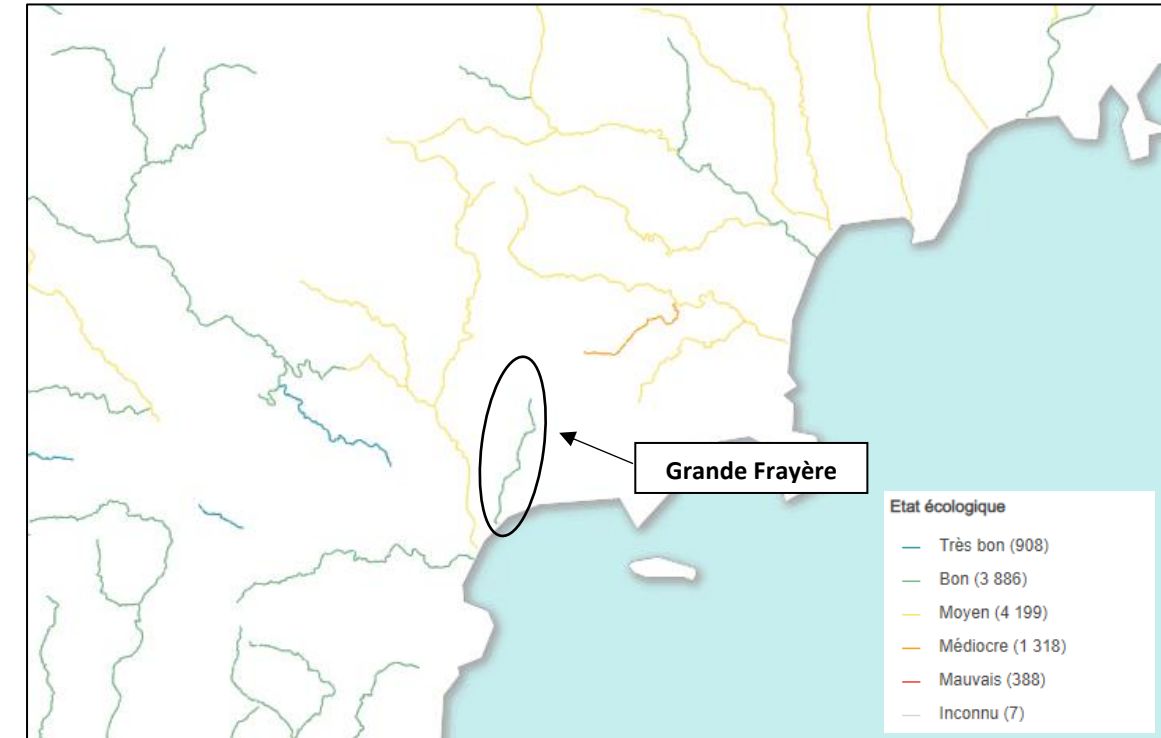 Grande Frayère
Etat écologique
Très bon (908)
Bon (3 886)
Moyen (4 199)
Médiocre (1 318)
Mauvais (388)
Inconnu (7)